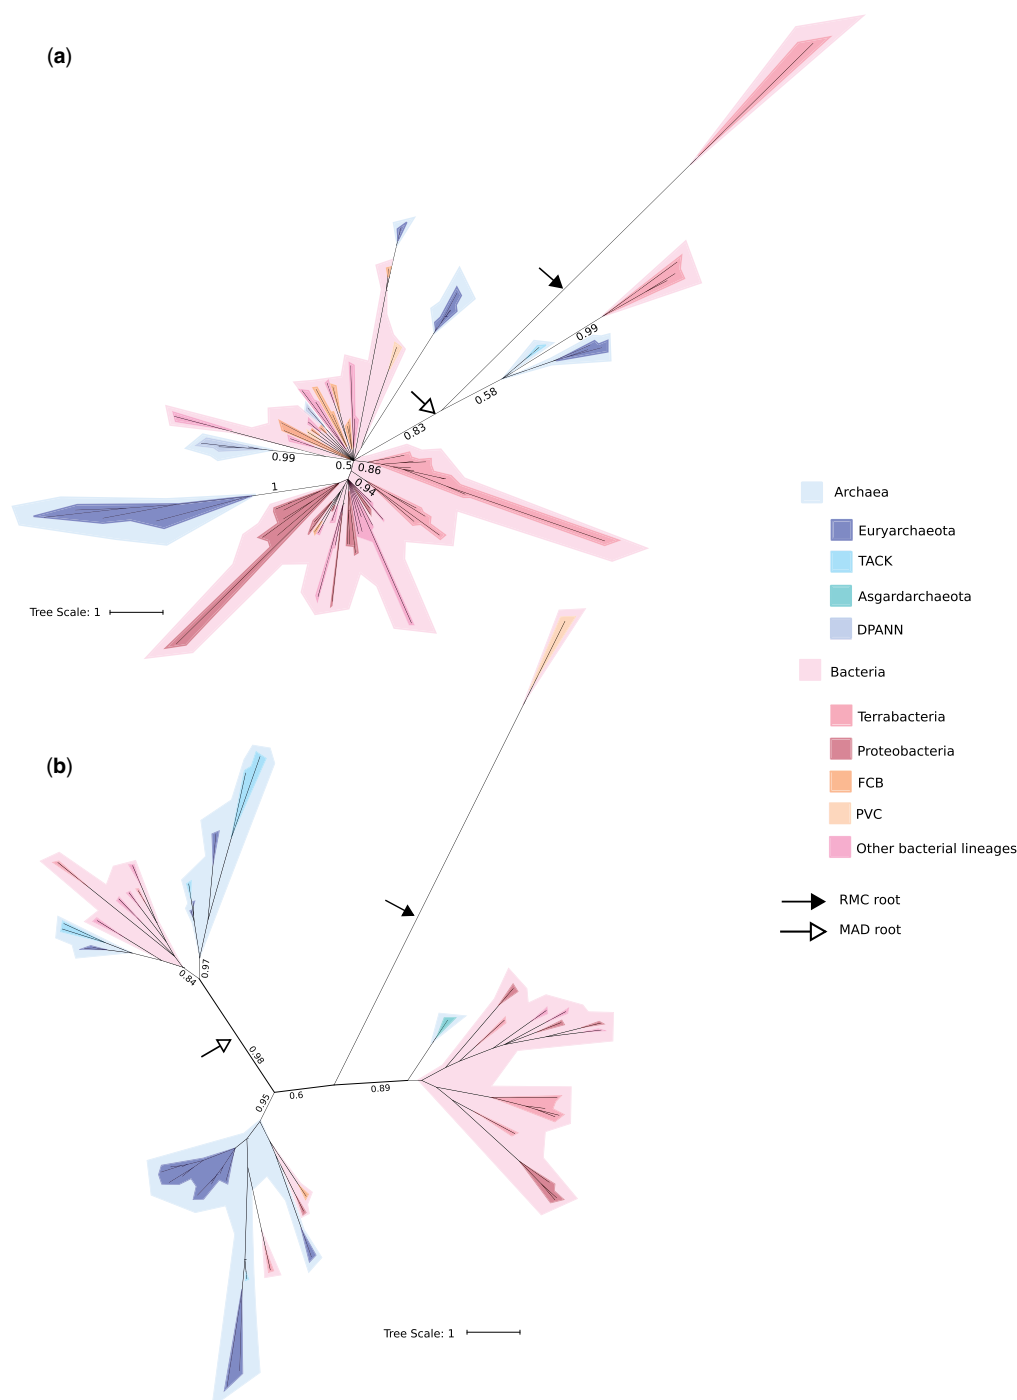 (a)
0.99
0.58
0.83
0.99
0.5
0.86
0.94
1
Archaea
Euryarchaeota
TACK
Asgardarchaeota
DPANN
Tree Scale: 1
Bacteria
Terrabacteria
Proteobacteria
FCB
PVC
Other bacterial lineages
RMC root
MAD root
(b)
0.97
0.84
0.98
0.89
0.6
0.95
Tree Scale: 1